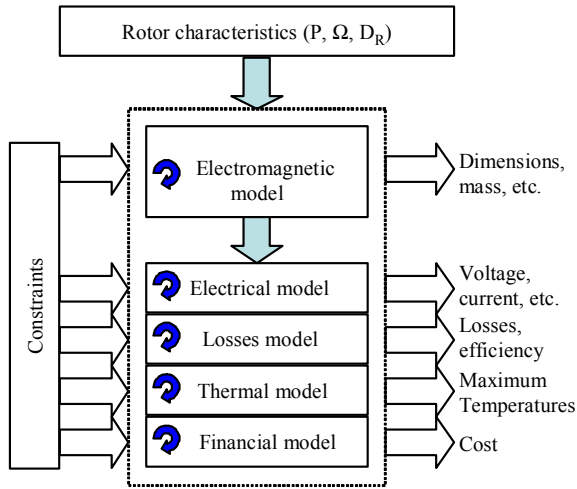 Rotor characteristics (P, Ω, D_R)
Constraints
Electromagnetic
model
Dimensions,
mass, etc.
Electrical model
Voltage,
current, etc.
Losses model
Losses,
efficiency
Thermal model
Maximum
Temperatures
Financial model
Cost